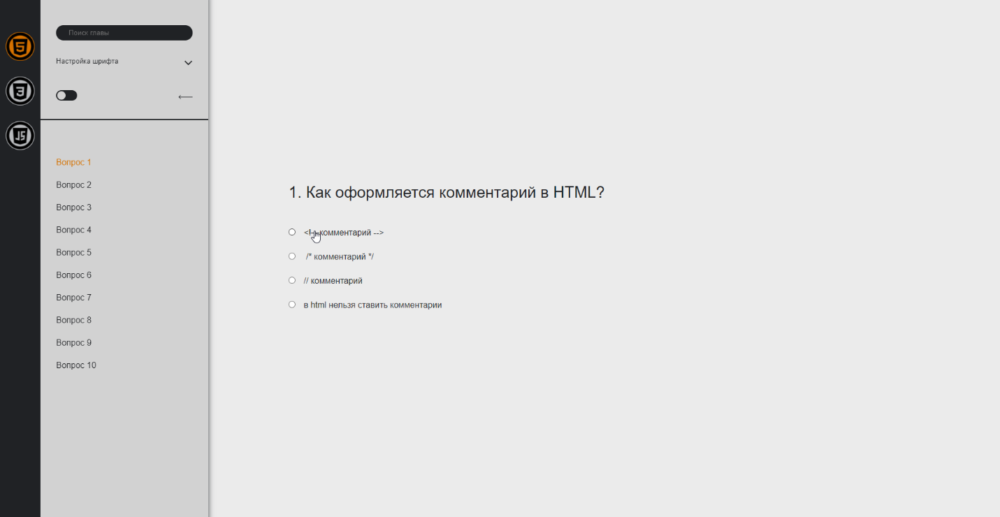 Поиск главы
Настройка шрифта
Вопрос 1
Вопрос 2
Вопрос 3
Вопрос 4
Вопрос 5
Вопрос 6
Вопрос 7
Вопрос 8
Вопрос 9
Вопрос 10
5
3
JS
1. Как оформляется комментарий в HTML?
<!--комментарий -->
/* комментарий */
// комментарий
в html нельзя ставить комментарии